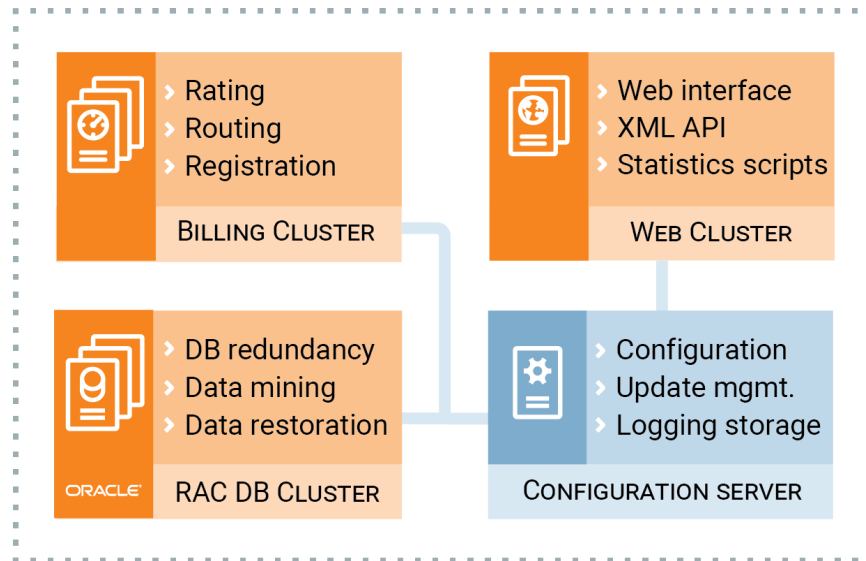 Rating
Routing
Registration
BILLING CLUSTER
Web interface
XML API
Statistics scripts
WEB CLUSTER
DB redundancy
Data mining
Data restoration
ORACLE
RAC DB CLUSTER
Configuration
Update mgmt.
Logging storage
CONFIGURATION SERVER